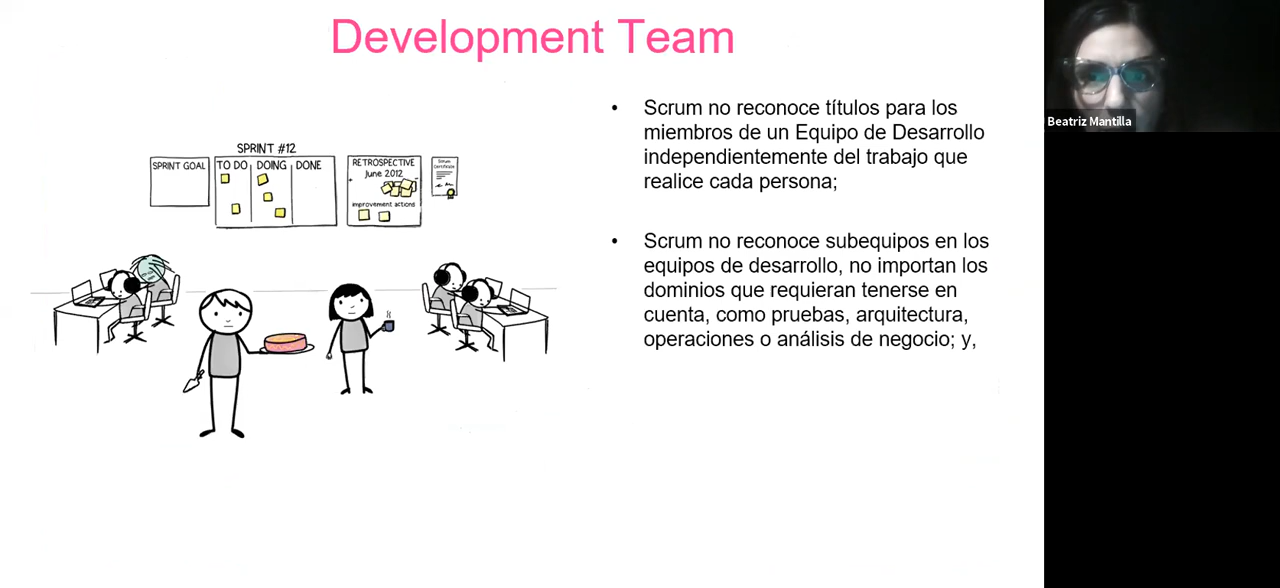 Development Team
SPRINT #12
SPRINT GOAL
TO DO
DOING
DONE
RETROSPECTIVE
June 2012
improvement actions
Scrum
Certificate
• Scrum no reconoce títulos para los
miembros de un Equipo de Desarrollo
independientemente del trabajo que
realice cada persona;
• Scrum no reconoce subequipos en los
equipos de desarrollo, no importan los
dominios que requieran tenerse en
cuenta, como pruebas, arquitectura,
operaciones o análisis de negocio; y,
Beatriz Mantilla